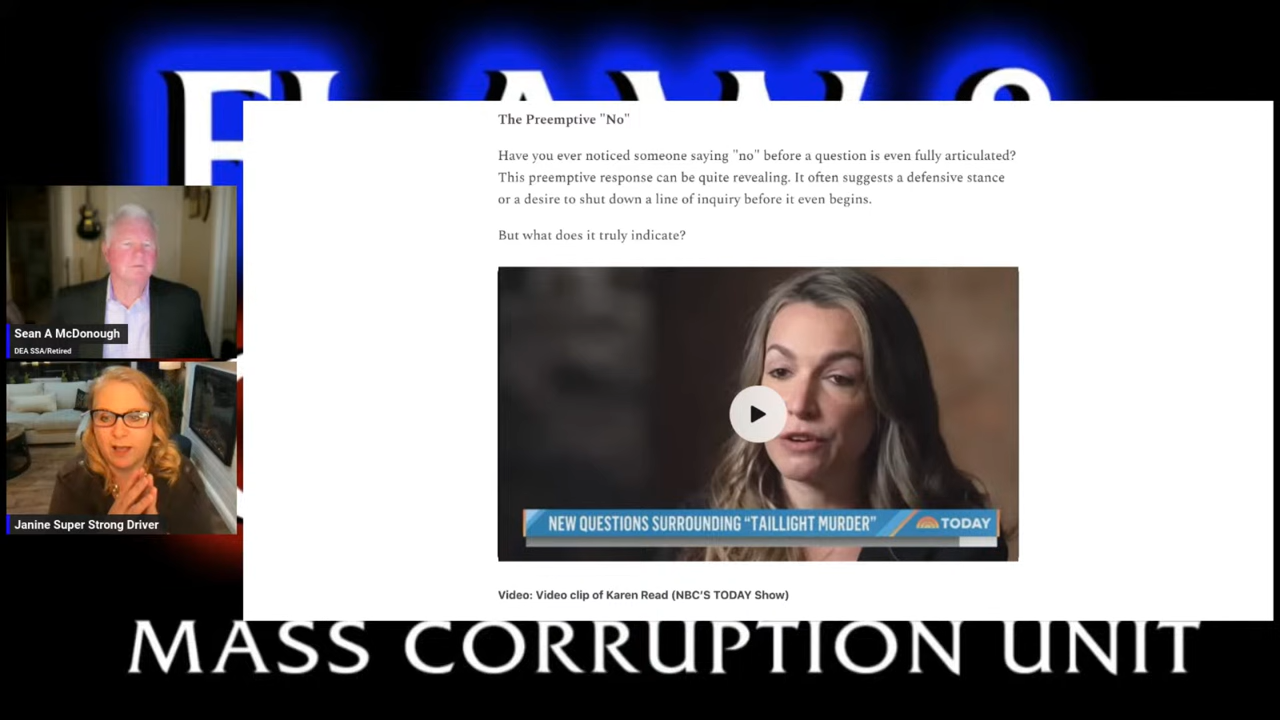 The Preemptive "No"
Have you ever noticed someone saying "no" before a question is even fully articulated?
This preemptive response can be quite revealing. It often suggests a defensive stance
or a desire to shut down a line of inquiry before it even begins.
But what does it truly indicate?
NEW QUESTIONS SURROUNDING “TAILLIGHT MURDER”
TODAY
Video: Video clip of Karen Read (NBC'S TODAY Show)
Sean A McDonough
DEA SSA/Retired
Janine Super Strong Driver
MASS CORRUPTION UNIT